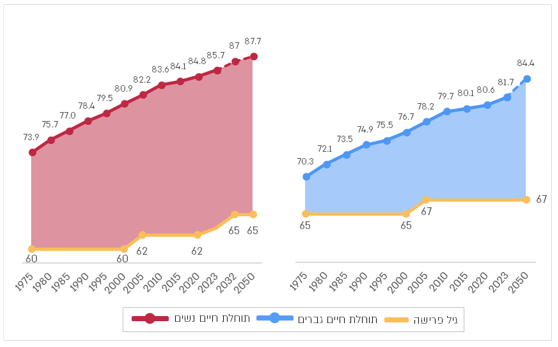 73.9 75.7 77.0 78.4 79.5 80.9 82.2 83.6 84.1 84.8 85.7 87 87.7
60 60 62 62 65 65
1975 1980 1985 1990 1995 2000 2005 2010 2015 2020 2023 2032 2050
70.3 72.1 73.5 74.9 75.5 76.7 78.2 79.7 80.1 80.6 81.7 84.4
65 65 67 67
1975 1980 1985 1990 1995 2000 2005 2010 2015 2020 2023 2050
תוחלת חיים נשים תוחלת חיים גברים גיל פרישה